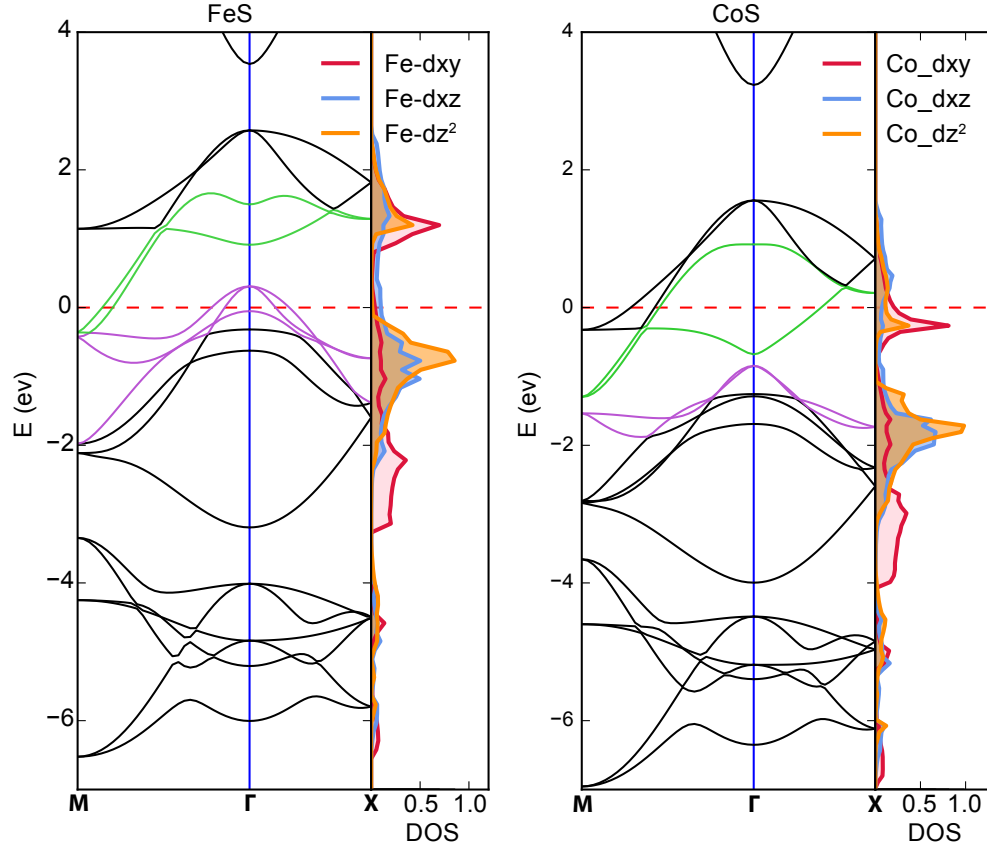 FeS
CoS
4
2
0
−2
−4
−6
E (ev)
Fe-dxy
Fe-dxz
Fe-dz²
M
Γ
X
0.5
1.0
DOS
4
2
0
−2
−4
−6
E (ev)
Co_dxy
Co_dxz
Co_dz²
M
Γ
X
0.5
1.0
DOS